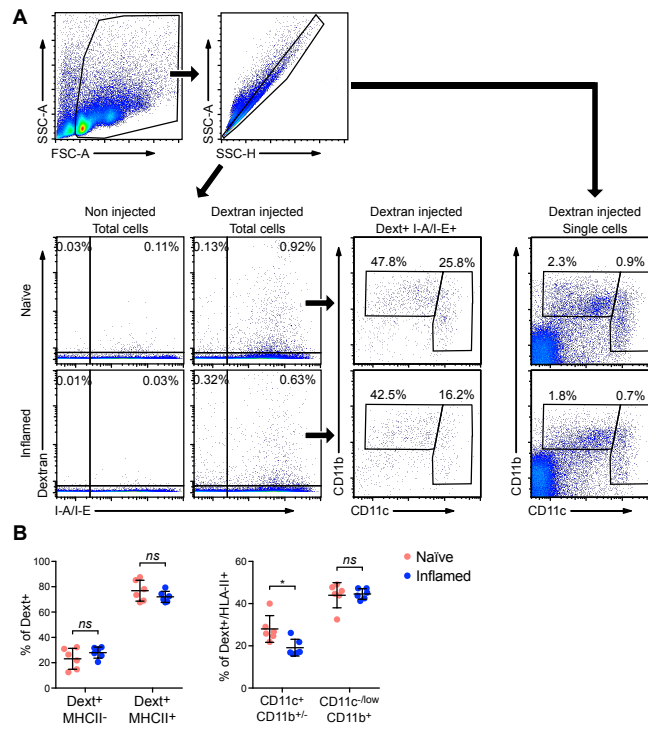 A
SSC-A
FSC-A
SSC-A
SSC-H
Non injected
Total cells
Dextran injected
Total cells
Dextran injected
Dext+ I-A/I-E+
Dextran injected
Single cells
Naïve
0.03% 0.11%
0.13% 0.92%
CD11b
47.8% 25.8%
CD11b
2.3% 0.9%
Inflamed
Dextran
0.01% 0.03%
0.32% 0.63%
CD11b
42.5% 16.2%
CD11b
1.8% 0.7%
I-A/I-E
CD11c
CD11c
B
% of Dext+
100
80
60
40
20
0
ns
ns
Dext+
MHCII-
Dext+
MHCII+
% of Dext+/HLA-II+
60
40
20
0
*
ns
CD11c+
CD11b+/-
CD11c-/low
CD11b+
Naïve
Inflamed